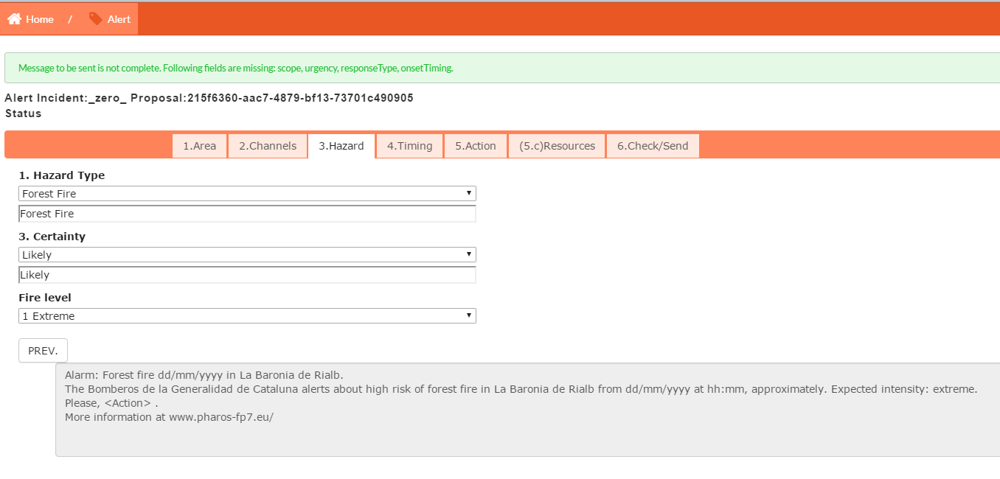 Home / Alert
Message to be sent is not complete. Following fields are missing: scope, urgency, responseType, onsetTiming.
Alert Incident:_zero_ Proposal:215f6360-aac7-4879-bf13-73701c490905
Status
1.Area 2.Channels 3.Hazard 4.Timing 5.Action (5.c)Resources 6.Check/Send
1. Hazard Type
Forest Fire
Forest Fire
3. Certainty
Likely
Likely
Fire level
1 Extreme
PREV.
Alarm: Forest fire dd/mm/yyyy in La Baronia de Rialb.
The Bomberos de la Generalidad de Cataluna alerts about high risk of forest fire in La Baronia de Rialb from dd/mm/yyyy at hh:mm, approximately. Expected intensity: extreme.
Please, <Action> .
More information at www.pharos-fp7.eu/